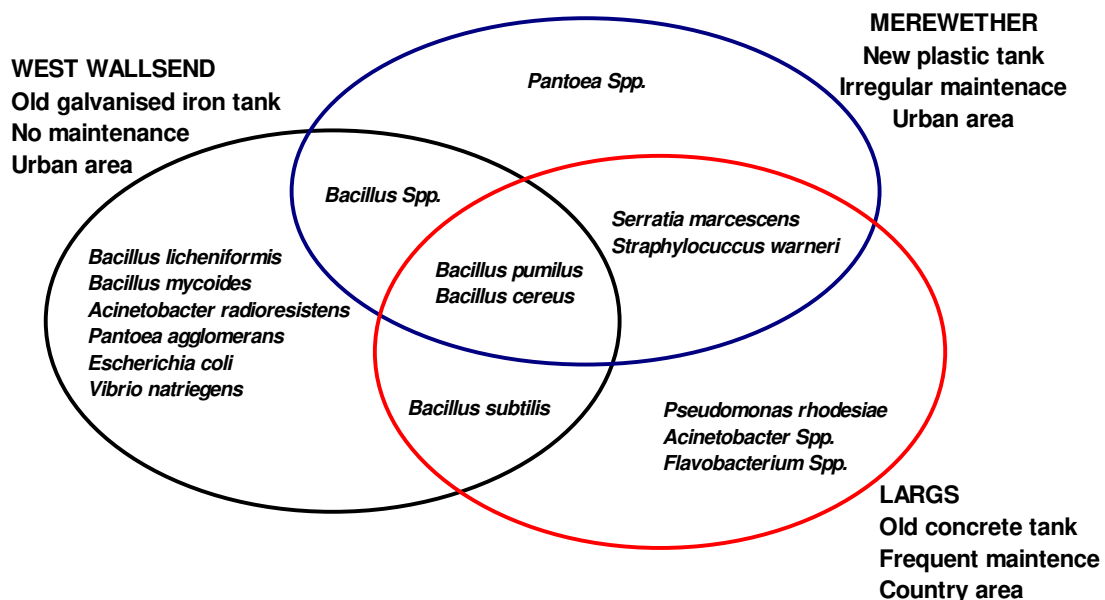 MEREWETHER
New plastic tank
Irregular maintenace
Urban area
WEST WALLSEND
Old galvanised iron tank
No maintenance
Urban area
Pantoea Spp.
Bacillus Spp.
Serratia marcescens
Straphylocuccus warneri
Bacillus licheniformis
Bacillus mycoides
Acinetobacter radioresistens
Pantoea agglomerans
Escherichia coli
Vibrio natriegens
Bacillus pumilus
Bacillus cereus
Bacillus subtilis
Pseudomonas rhodesiae
Acinetobacter Spp.
Flavobacterium Spp.
LARGS
Old concrete tank
Frequent maintence
Country area